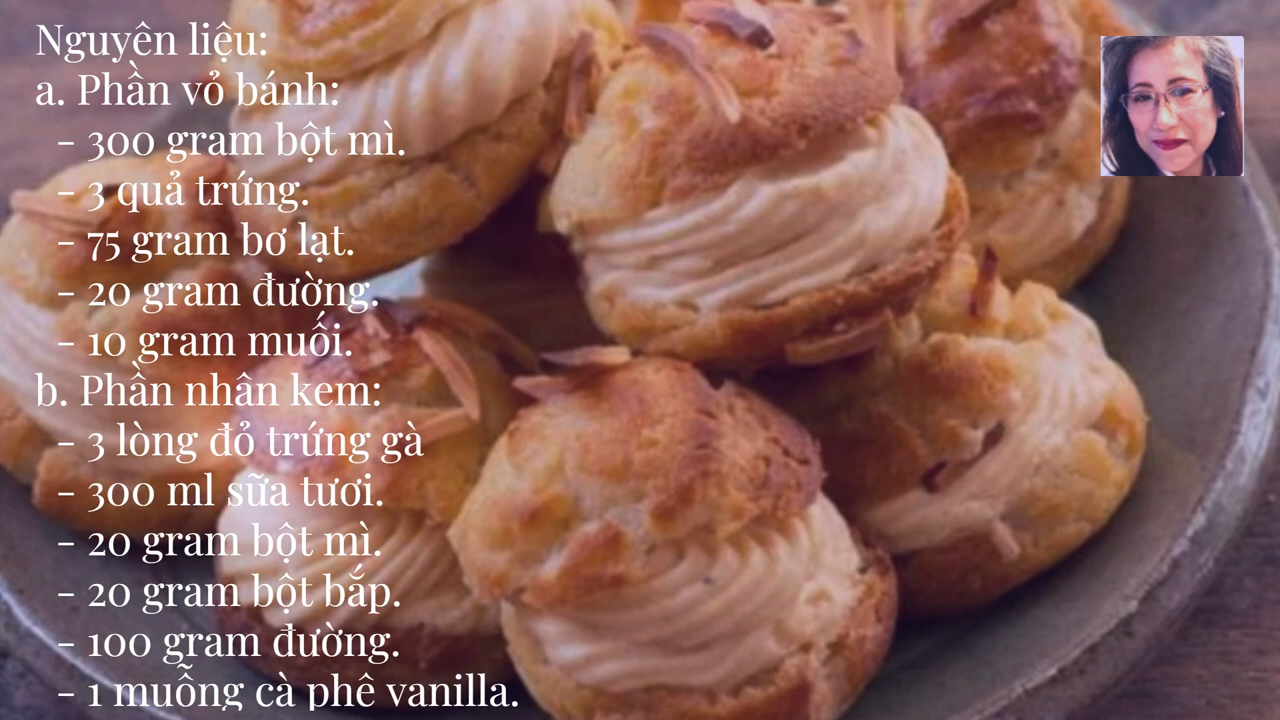 Nguyên liệu:
a. Phần vỏ bánh:
- 300 gram bột mì.
- 3 quả trứng.
- 75 gram bơ lạt.
- 20 gram đường.
- 10 gram muối.
b. Phần nhân kem:
- 3 lòng đỏ trứng gà
- 300 ml sữa tươi.
- 20 gram bột mì.
- 20 gram bột bắp.
- 100 gram đường.
- 1 muỗng cà phê vanilla.